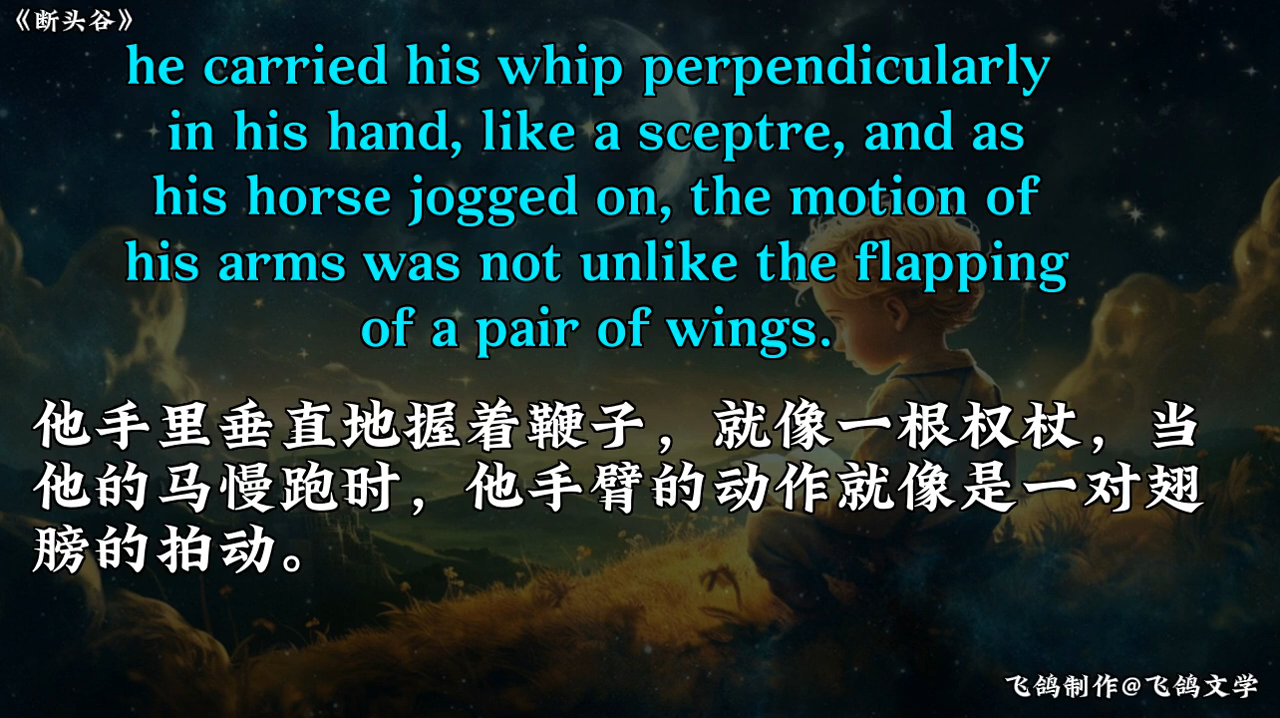 《断头谷》
he carried his whip perpendicularly
in his hand, like a sceptre, and as
his horse jogged on, the motion of
his arms was not unlike the flapping
of a pair of wings.
他手里垂直地握着鞭子，就像一根权杖，当
他的马慢跑时，他手臂的动作就像是一对翅
膀的拍动。
飞鸽制作@飞鸽文学